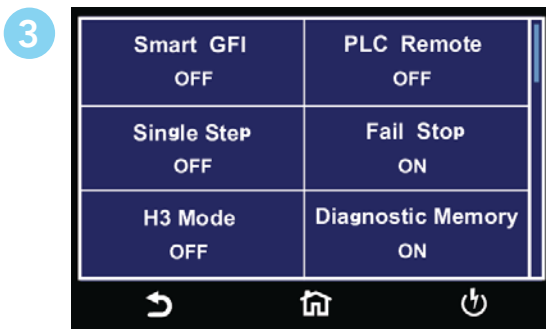 3
Smart GFI
OFF
PLC Remote
OFF
Single Step
OFF
Fail Stop
ON
H3 Mode
OFF
Diagnostic Memory
ON